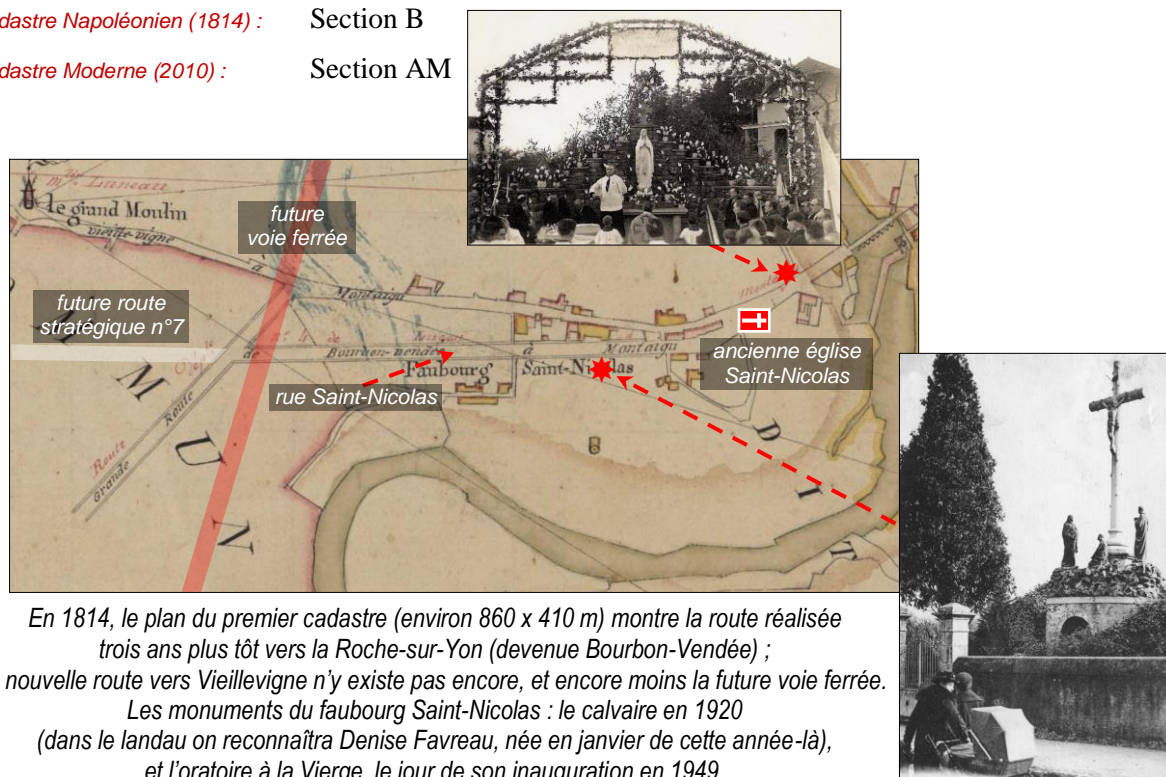 dastre Napoléonien (1814) : Section B
dastre Moderne (2010) : Section AM
Luneau
Le grand Moulin
vieille-vigne
à
Montaigu
future
voie ferrée
future route
stratégique n°7
de
Bourbon-vendée
à
Montaigu
Faubourg
Saint-Nicolas
rue Saint-Nicolas
ancienne église
Saint-Nicolas
Route
Grande
Route
M
U
N
D
I
T
En 1814, le plan du premier cadastre (environ 860 x 410 m) montre la route réalisée
trois ans plus tôt vers la Roche-sur-Yon (devenue Bourbon-Vendée) ;
nouvelle route vers Vieillevigne n’y existe pas encore, et encore moins la future voie ferrée.
Les monuments du faubourg Saint-Nicolas : le calvaire en 1920
(dans le landau on reconnaîtra Denise Favreau, née en janvier de cette année-là),
et l’oratoire à la Vierge, le jour de son inauguration en 1949